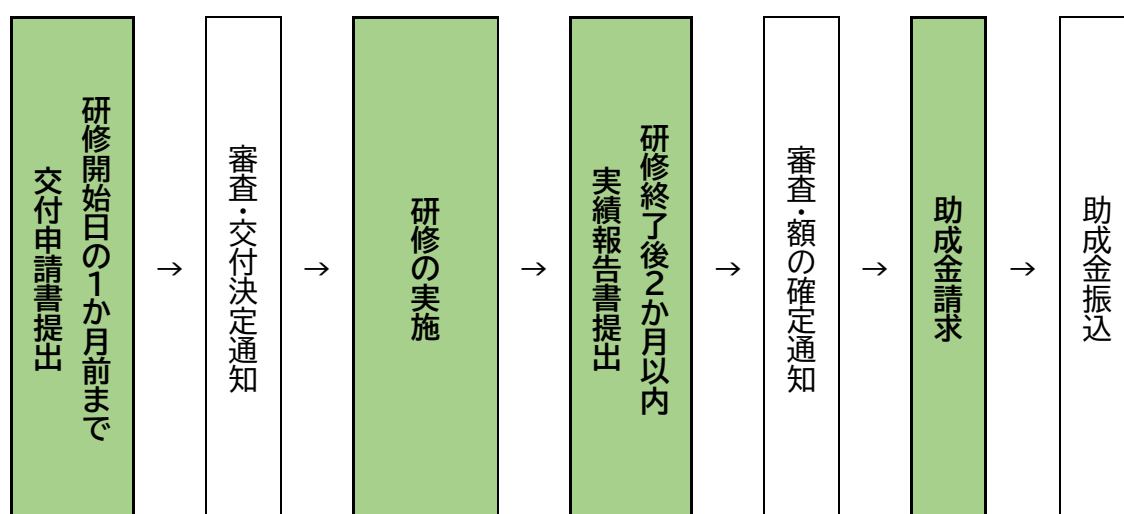 研修開始日の1か月前まで
交付申請書提出
→
審査・交付決定通知
→
研修の実施
→
研修終了後2か月以内
実績報告書提出
→
審査・額の確定通知
→
助成金請求
→
助成金振込